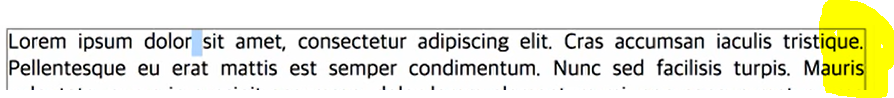 Lorem ipsum dolor sit amet, consectetur adipiscing elit. Cras accumsan iaculis tristique.
Pellentesque eu erat mattis est semper condimentum. Nunc sed facilisis turpis. Mauris